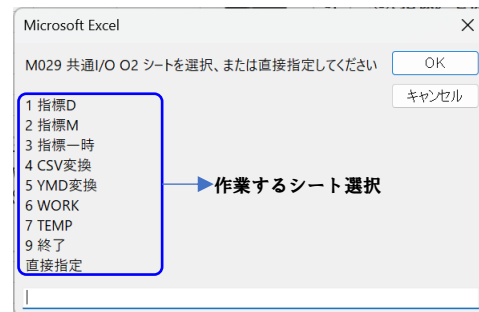 Microsoft Excel
M029 共通I/O O2 シートを選択、または直接指定してください
OK
キャンセル
1 指標D
2 指標M
3 指標一時
4 CSV変換
5 YMD変換
6 WORK
7 TEMP
9 終了
直接指定
作業するシート選択